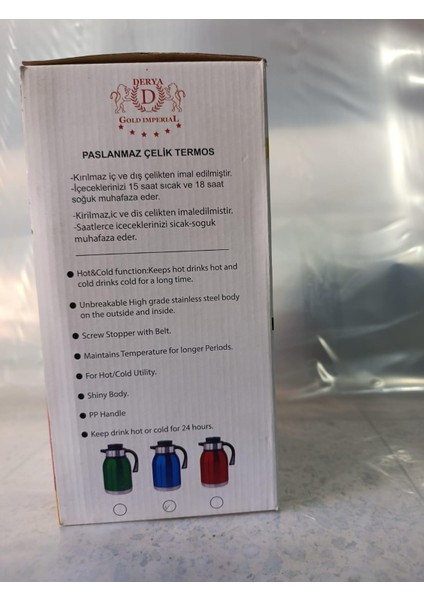 DERYA
D
GOLD IMPERIAL
PASLANMAZ ÇELİK TERMOS
-Kırılmaz iç ve dış çelikten imal edilmiştir.
-İçeceklerinizi 15 saat sıcak ve 18 saat
soğuk muhafaza eder.
-Kirilmaz,ic ve dis celikten imaledilmistir.
-Saatlerce iceceklerinizi sicak-soguk
muhafaza eder.
Hot&Cold function:Keeps hot drinks hot and
cold drinks cold for a long time.
Unbreakable High grade stainless steel body
on the outside and inside.
Screw Stopper with Belt.
Maintains Temperature for longer Periods.
For Hot/Cold Utility.
Shiny Body.
PP Handle
Keep drink hot or cold for 24 hours.